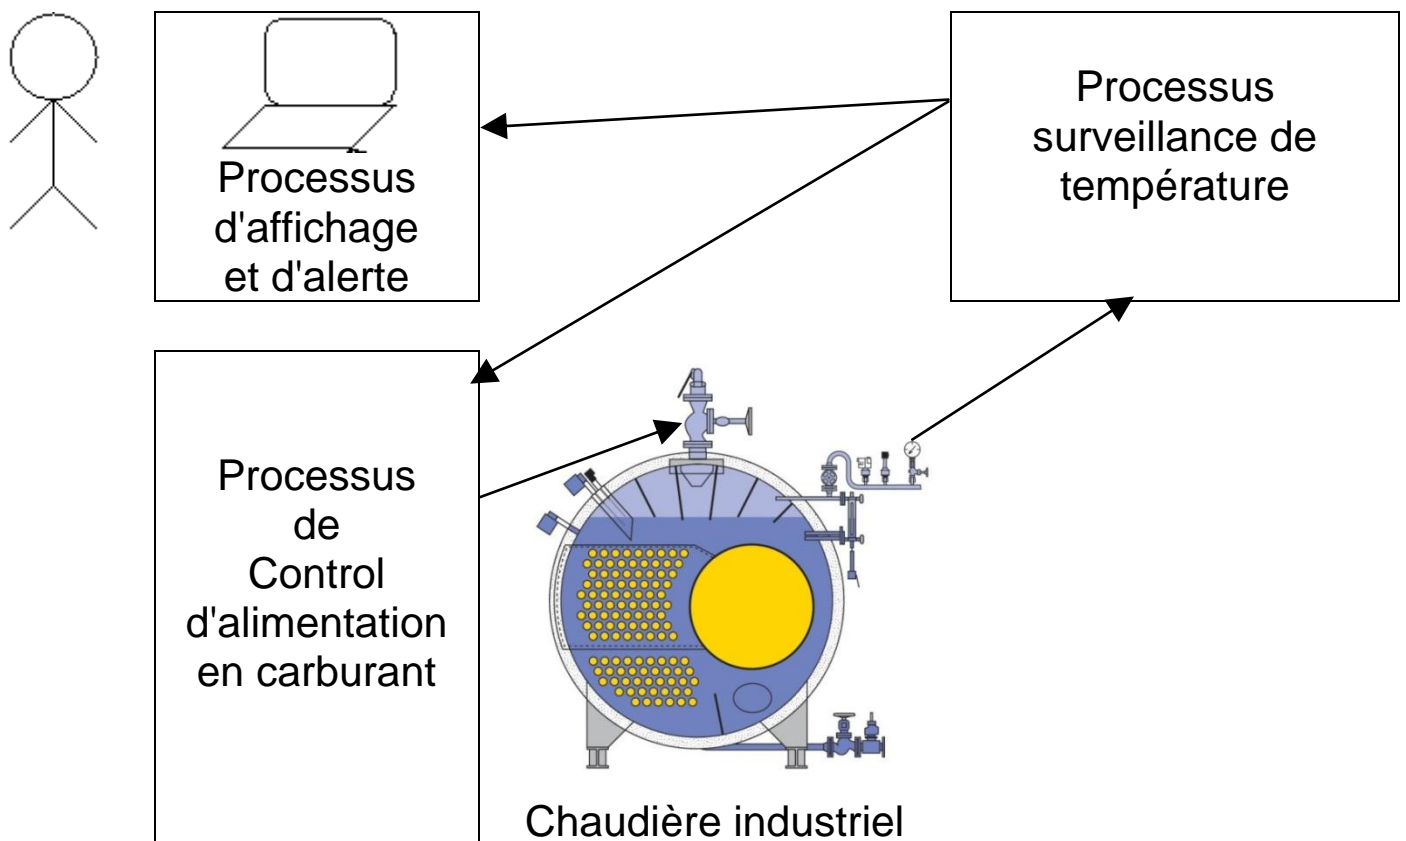 Processus
d'affichage
et d'alerte
Processus
surveillance de
température
Processus
de
Control
d'alimentation
en carburant
Chaudière industriel